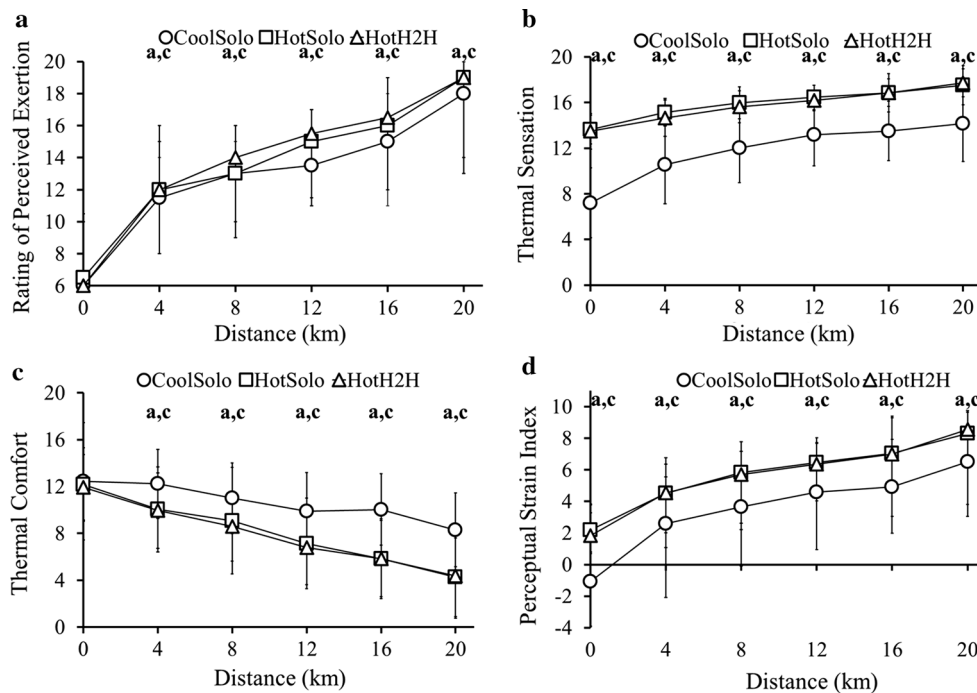 a
CoolSolo HotSolo HotH2H
a,c a,c a,c a,c a,c
Rating of Perceived Exertion
20
18
16
14
12
10
8
6
0 4 8 12 16 20
Distance (km)
b
CoolSolo HotSolo HotH2H
a,c a,c a,c a,c a,c a,c
Thermal Sensation
20
16
12
8
4
0
0 4 8 12 16 20
Distance (km)
c
CoolSolo HotSolo HotH2H
a,c a,c a,c a,c a,c
Thermal Comfort
20
16
12
8
4
0
0 4 8 12 16 20
Distance (km)
d
CoolSolo HotSolo HotH2H
a,c a,c a,c a,c a,c a,c
Perceptual Strain Index
10
8
6
4
2
0
-2
-4
0 4 8 12 16 20
Distance (km)